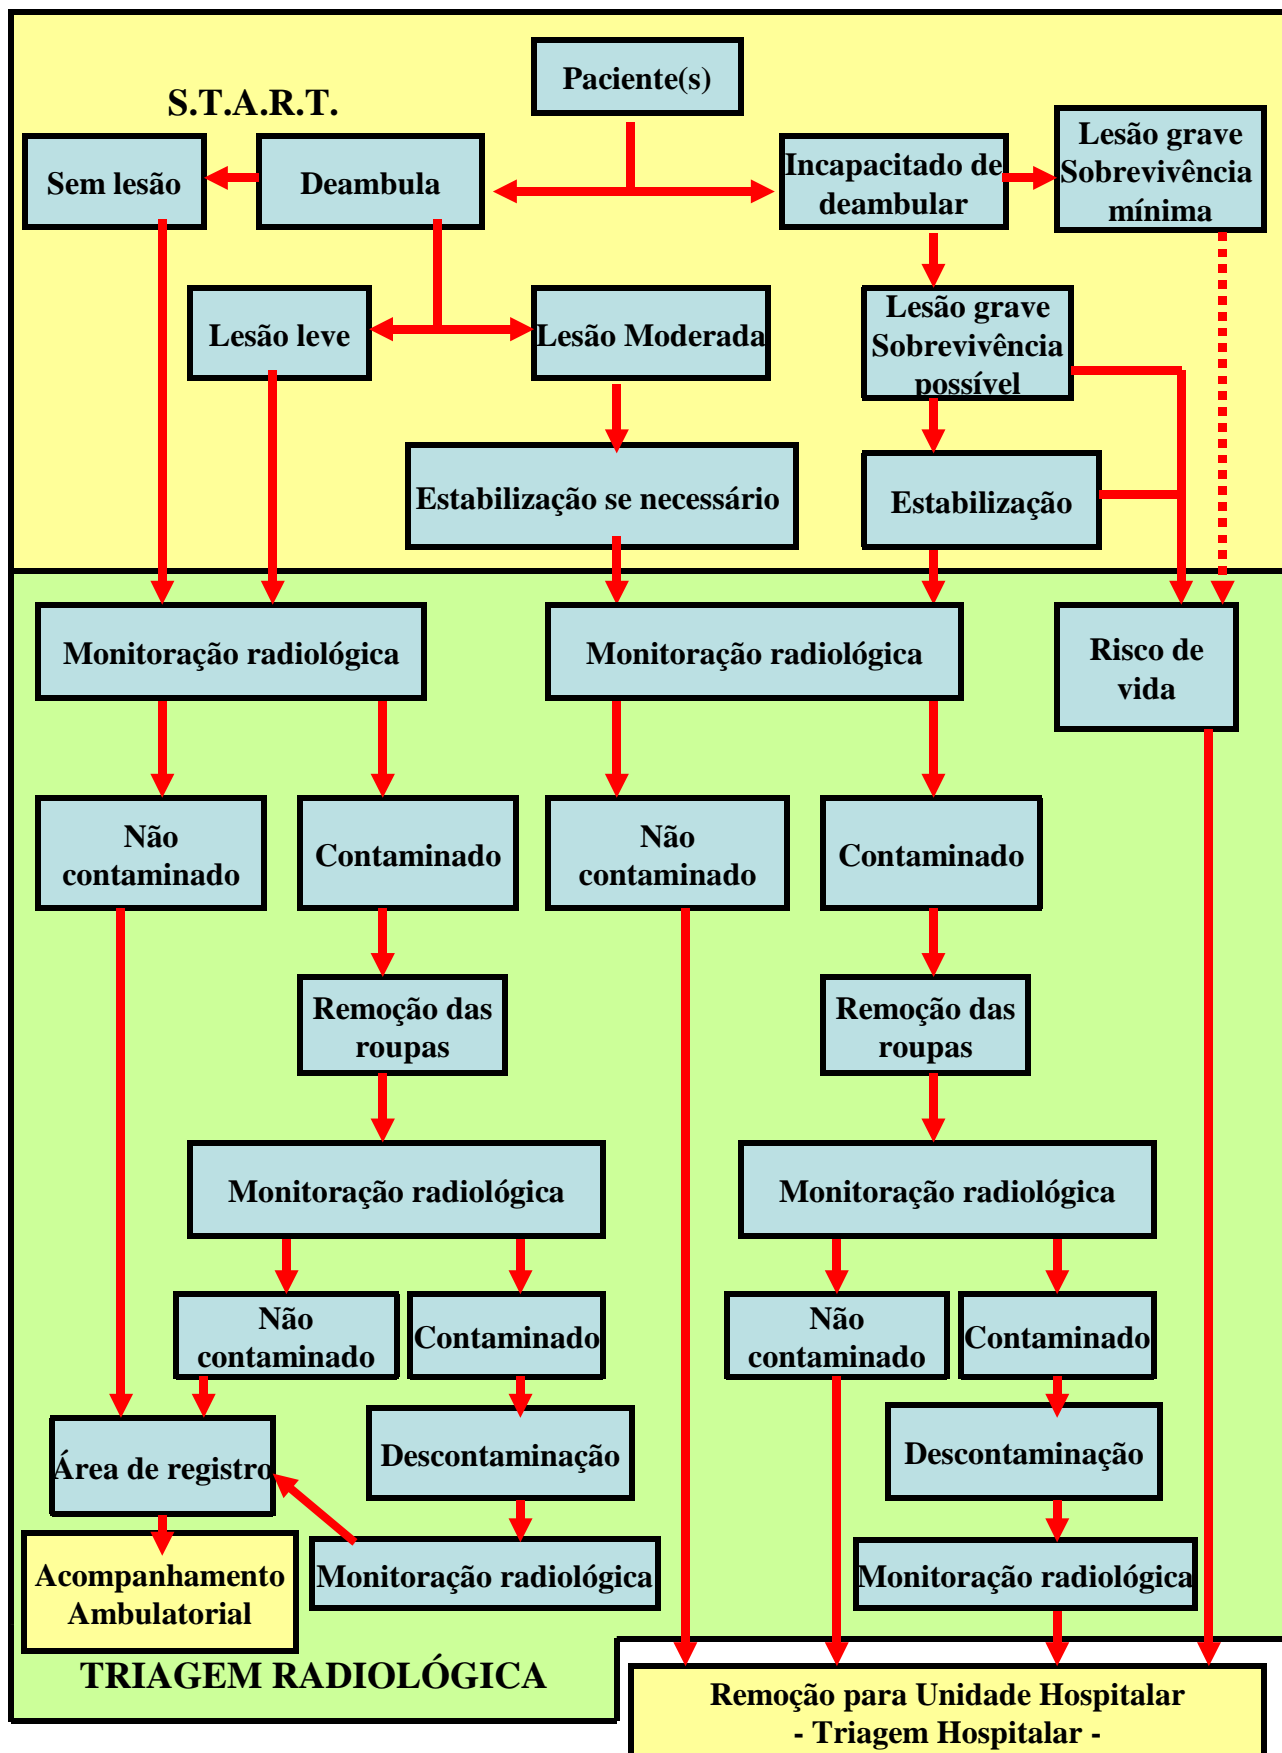 Paciente(s)
S.T.A.R.T.
Sem lesão
Deambula
Incapacitado de
deambular
Lesão grave
Sobrevivência
mínima
Lesão leve
Lesão Moderada
Lesão grave
Sobrevivência
possível
Estabilização se necessário
Estabilização
Monitoração radiológica
Monitoração radiológica
Risco de
vida
Não
contaminado
Contaminado
Não
contaminado
Contaminado
Remoção das
roupas
Remoção das
roupas
Monitoração radiológica
Monitoração radiológica
Não
contaminado
Contaminado
Não
contaminado
Contaminado
Área de registro
Descontaminação
Descontaminação
Acompanhamento
Ambulatorial
Monitoração radiológica
Monitoração radiológica
TRIAGEM RADIOLÓGICA
Remoção para Unidade Hospitalar
- Triagem Hospitalar -